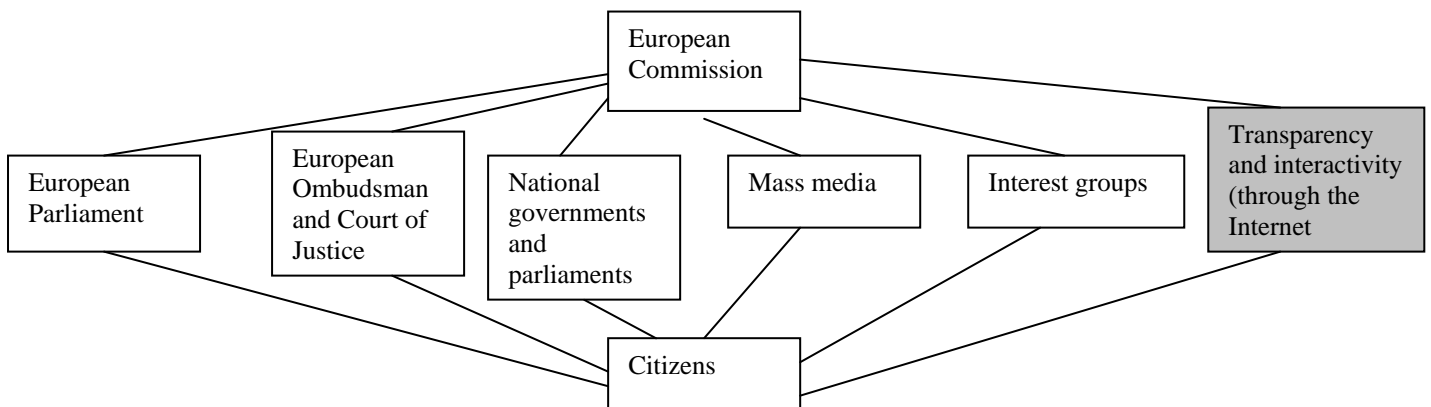 European
Commission
European
Parliament
European
Ombudsman
and Court of
Justice
National
governments
and
parliaments
Mass media
Interest groups
Transparency
and interactivity
(through the
Internet
Citizens